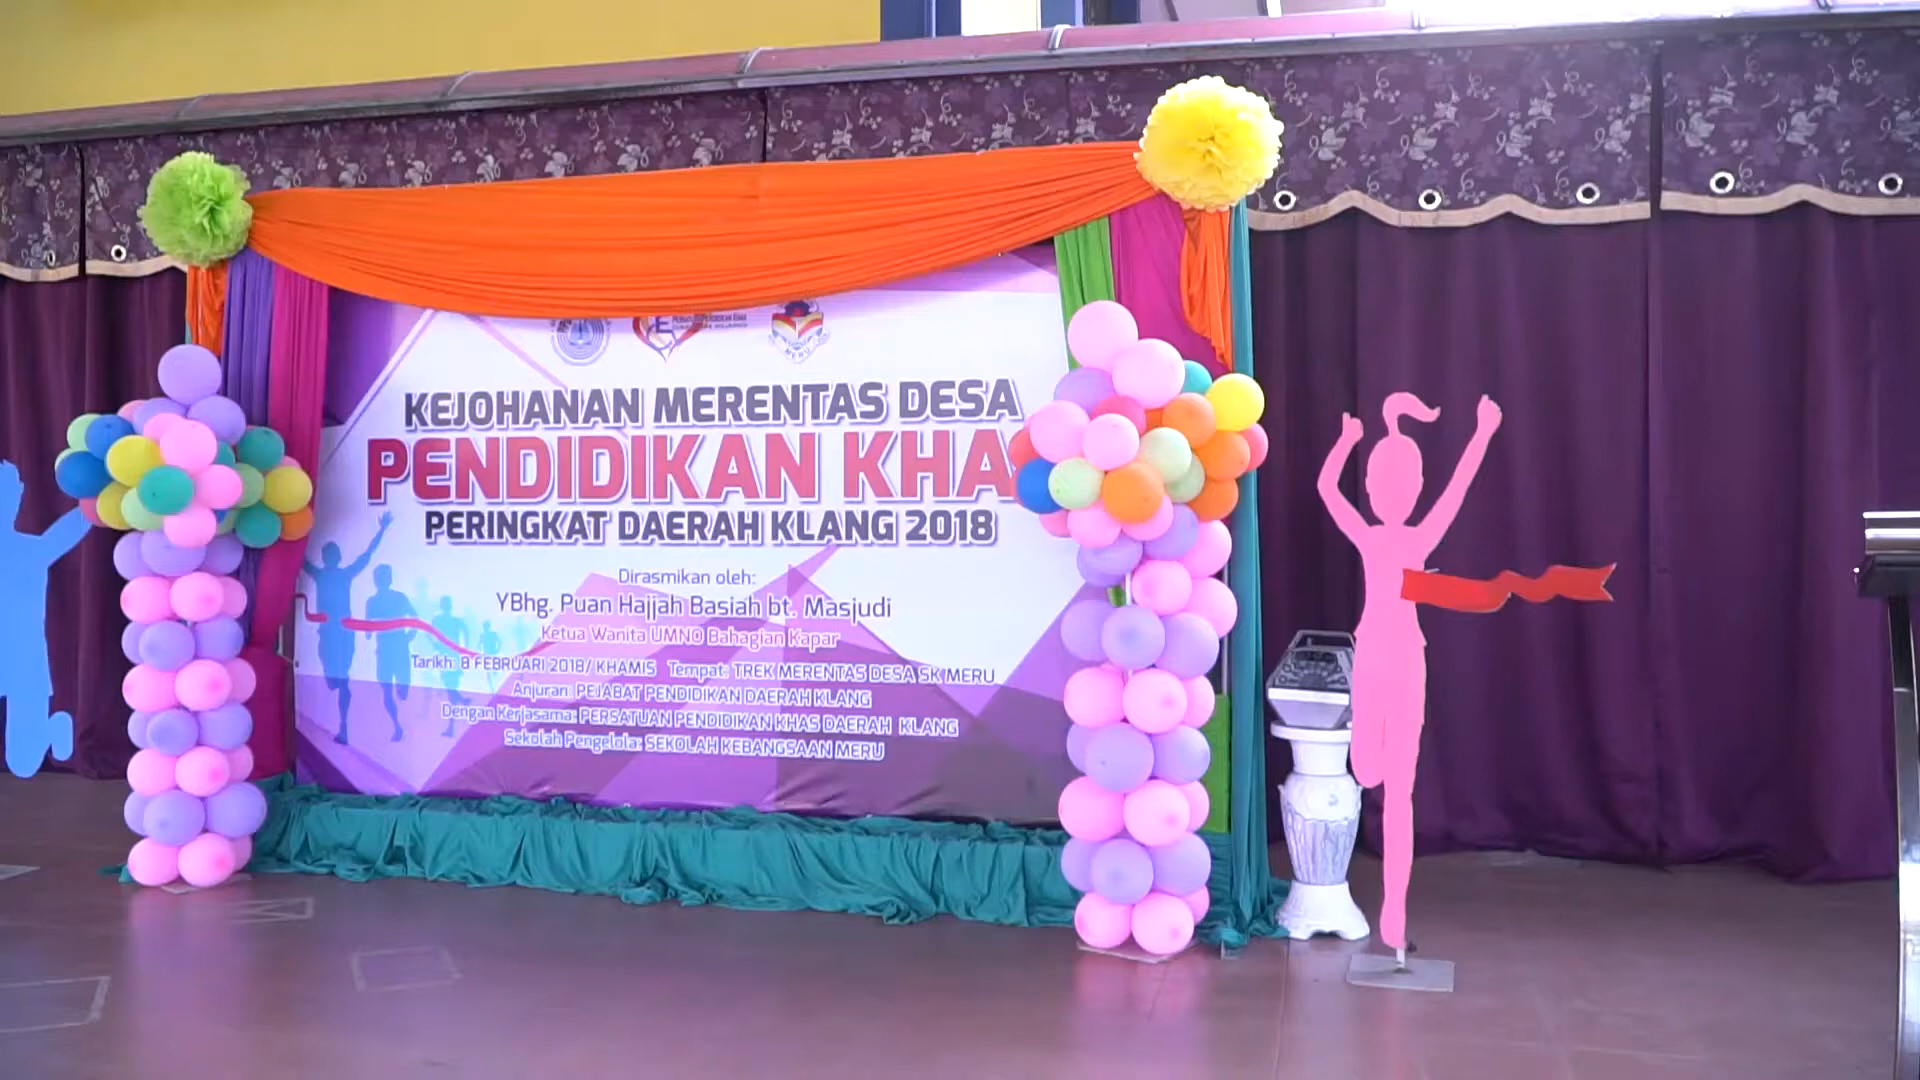 MERU
KEJOHANAN MERENTAS DESA
PENDIDIKAN KHA
PERINGKAT DAERAH KLANG 2018
Dirasmikan oleh:
YBhg. Puan Hajjah Basiah bt. Masjudi
Ketua Wanita UMNO Bahagian Kapar
Tarikh: 8 FEBRUARI 2018/ KHAMIS Tempat: TREK MERENTAS DESA SK MERU
Anjuran: PEJABAT PENDIDIKAN DAERAH KLANG
Dengan Kerjasama: PERSATUAN PENDIDIKAN KHAS DAERAH KLANG
Sekolah Pengelola: SEKOLAH KEBANGSAAN MERU